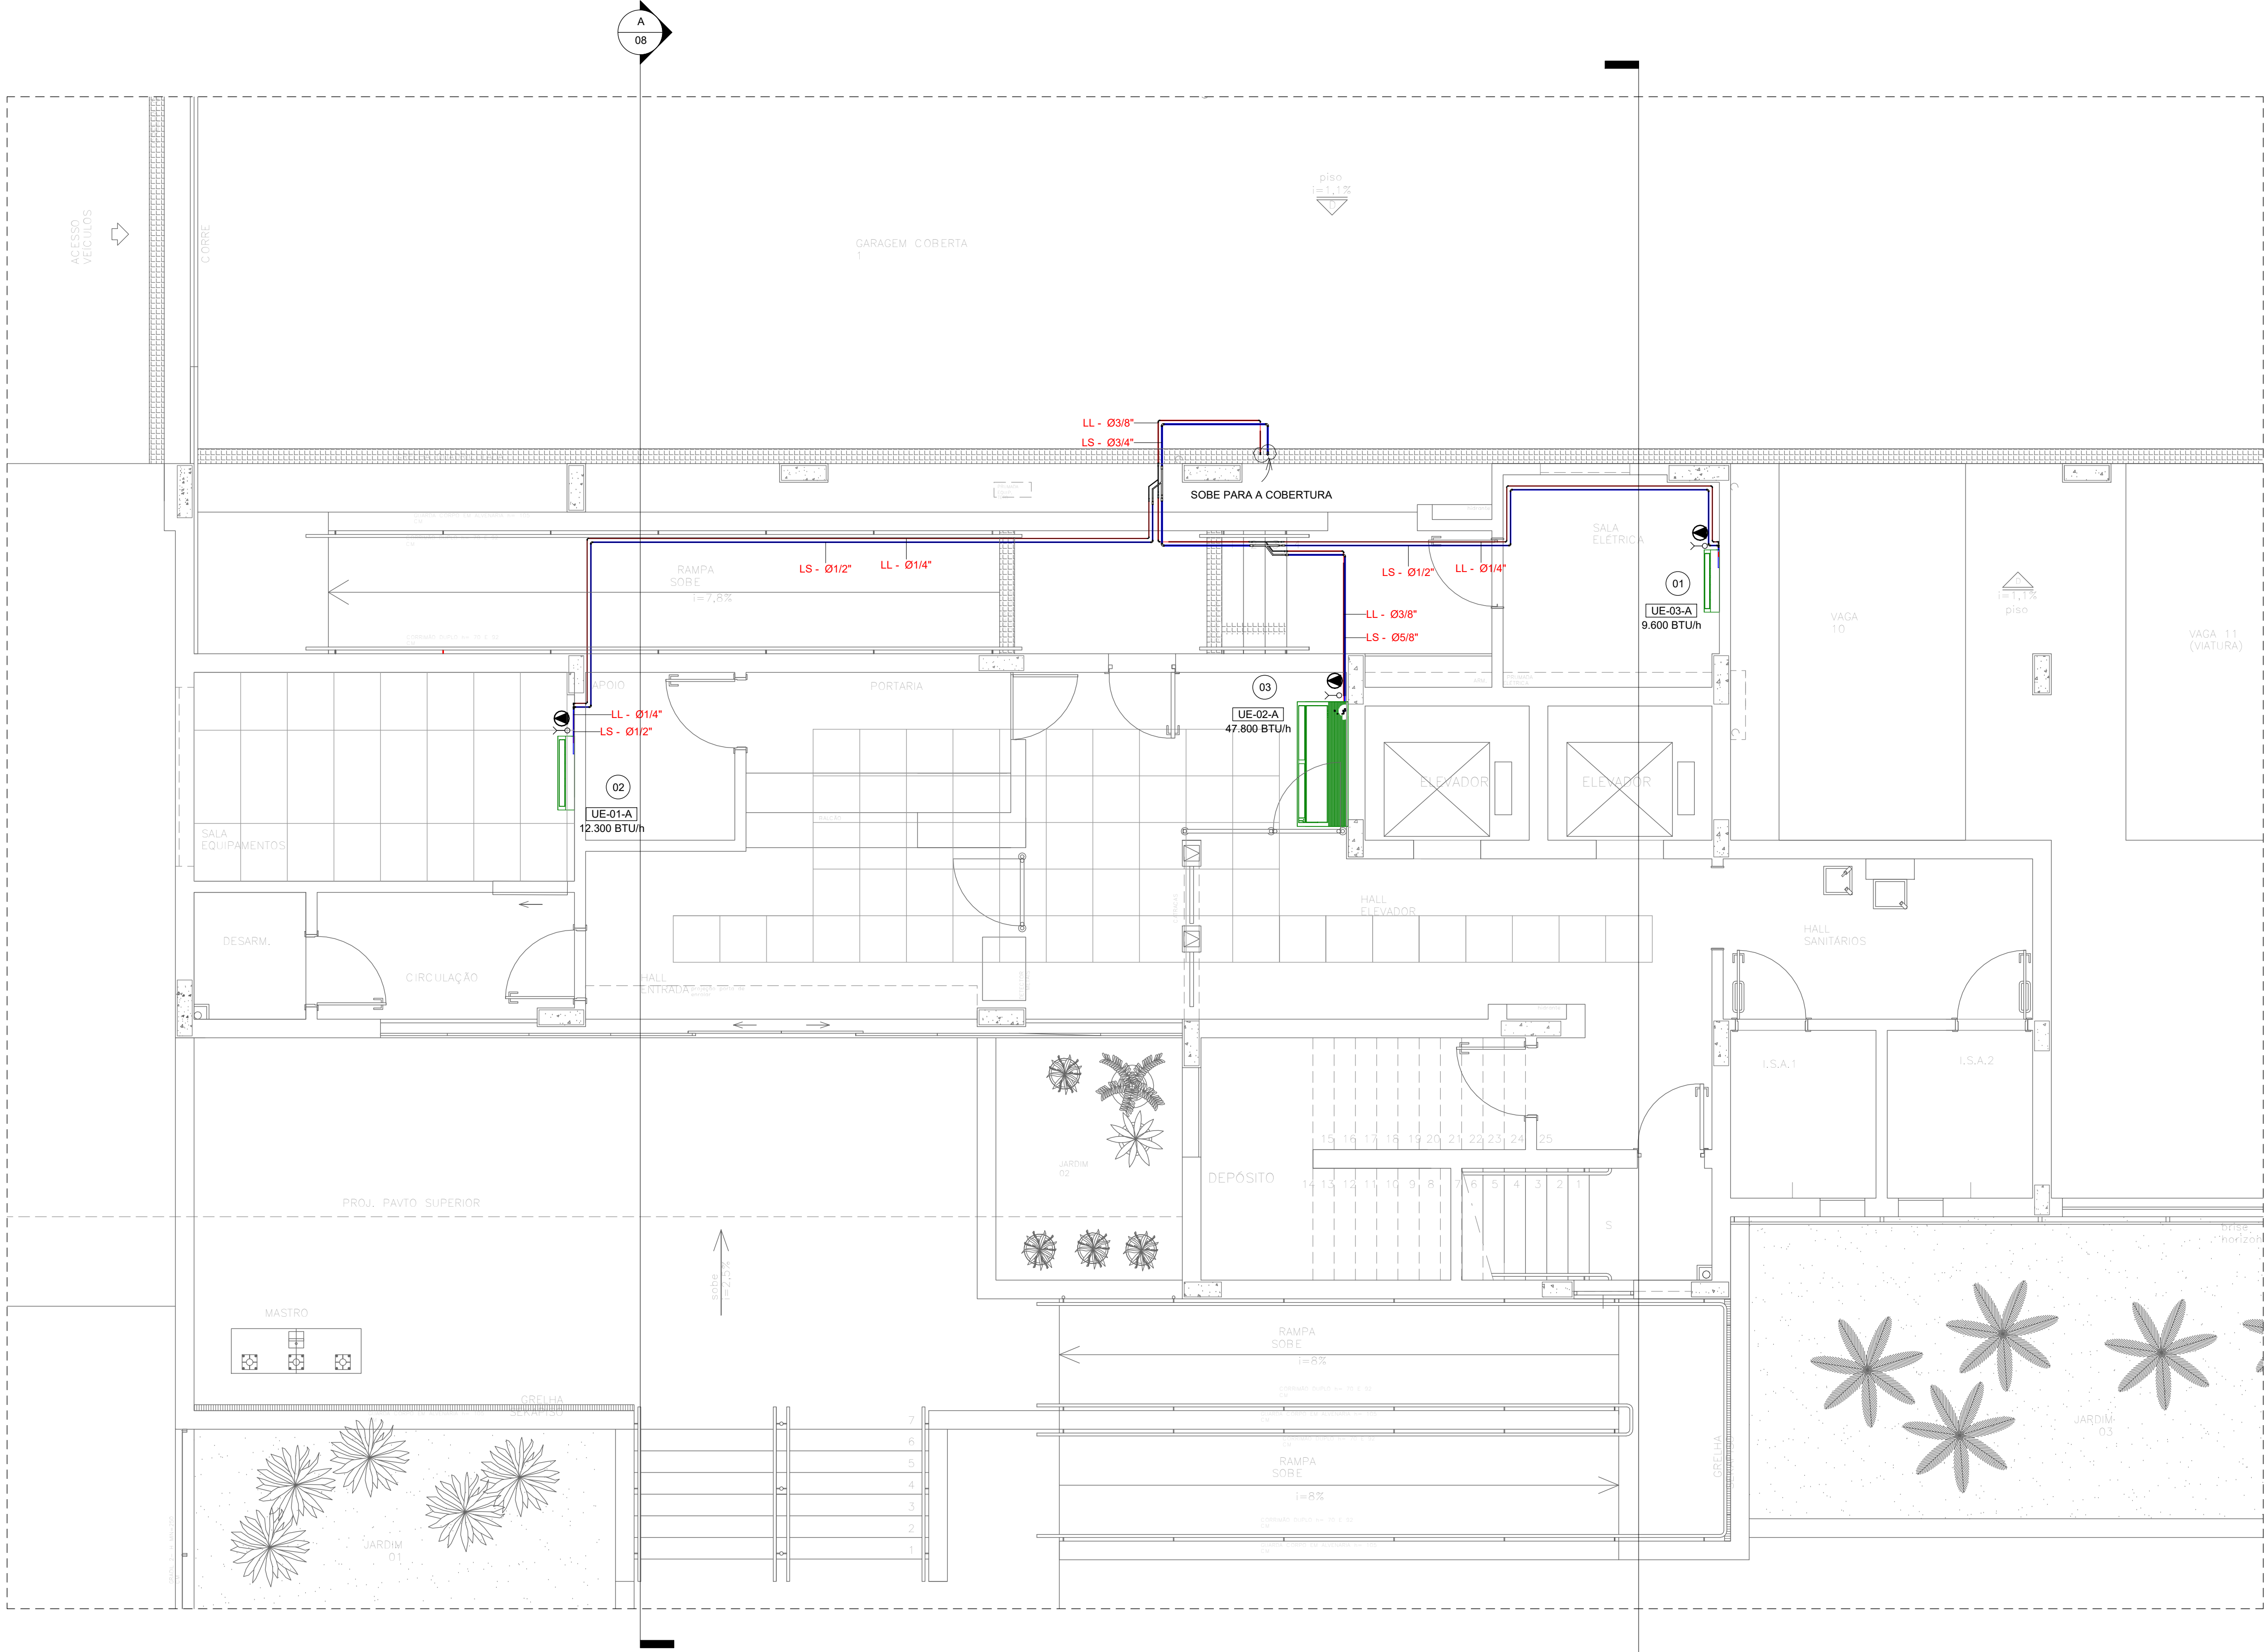 A
08
piso
i=1,1%
D
ACESSO
VEÍCULOS
CORRE
GARAGEM COBERTA
1
LL - Ø3/8"
LS - Ø3/4"
SOBE PARA A COBERTURA
SALA
ELÉTRICA
RAMPA
SOBE
i=7,8%
LS - Ø1/2"
LL - Ø1/4"
LS - Ø1/2"
LL - Ø1/4"
01
UE-03-A
9.600 BTU/h
D
i=1,1%
piso
VAGA
10
VAGA 11
(VIATURA)
LL - Ø3/8"
LS - Ø5/8"
APOIO
PORTARIA
03
UE-02-A
47.800 BTU/h
LL - Ø1/4"
LS - Ø1/2"
02
UE-01-A
12.300 BTU/h
ELEVADOR
ELEVADOR
BALCÃO
SALA
EQUIPAMENTOS
HALL
ELEVADOR
DESARM.
CIRCULAÇÃO
HALL
ENTRADA
HALL
SANITÁRIOS
I.S.A.1
I.S.A.2
JARDIM
02
15 16 17 18 19 20 21 22 23 24 25
DEPÓSITO
14 13 12 11 10 9 8 7 6 5 4 3 2 1
S
PROJ. PAVTO SUPERIOR
sobe
i=2,5%
brise
MASTRO
RAMPA
SOBE
i=8%
GRELHA
7
6
5
4
3
2
1
RAMPA
SOBE
i=8%
GRELHA
JARDIM
03
JARDIM
01